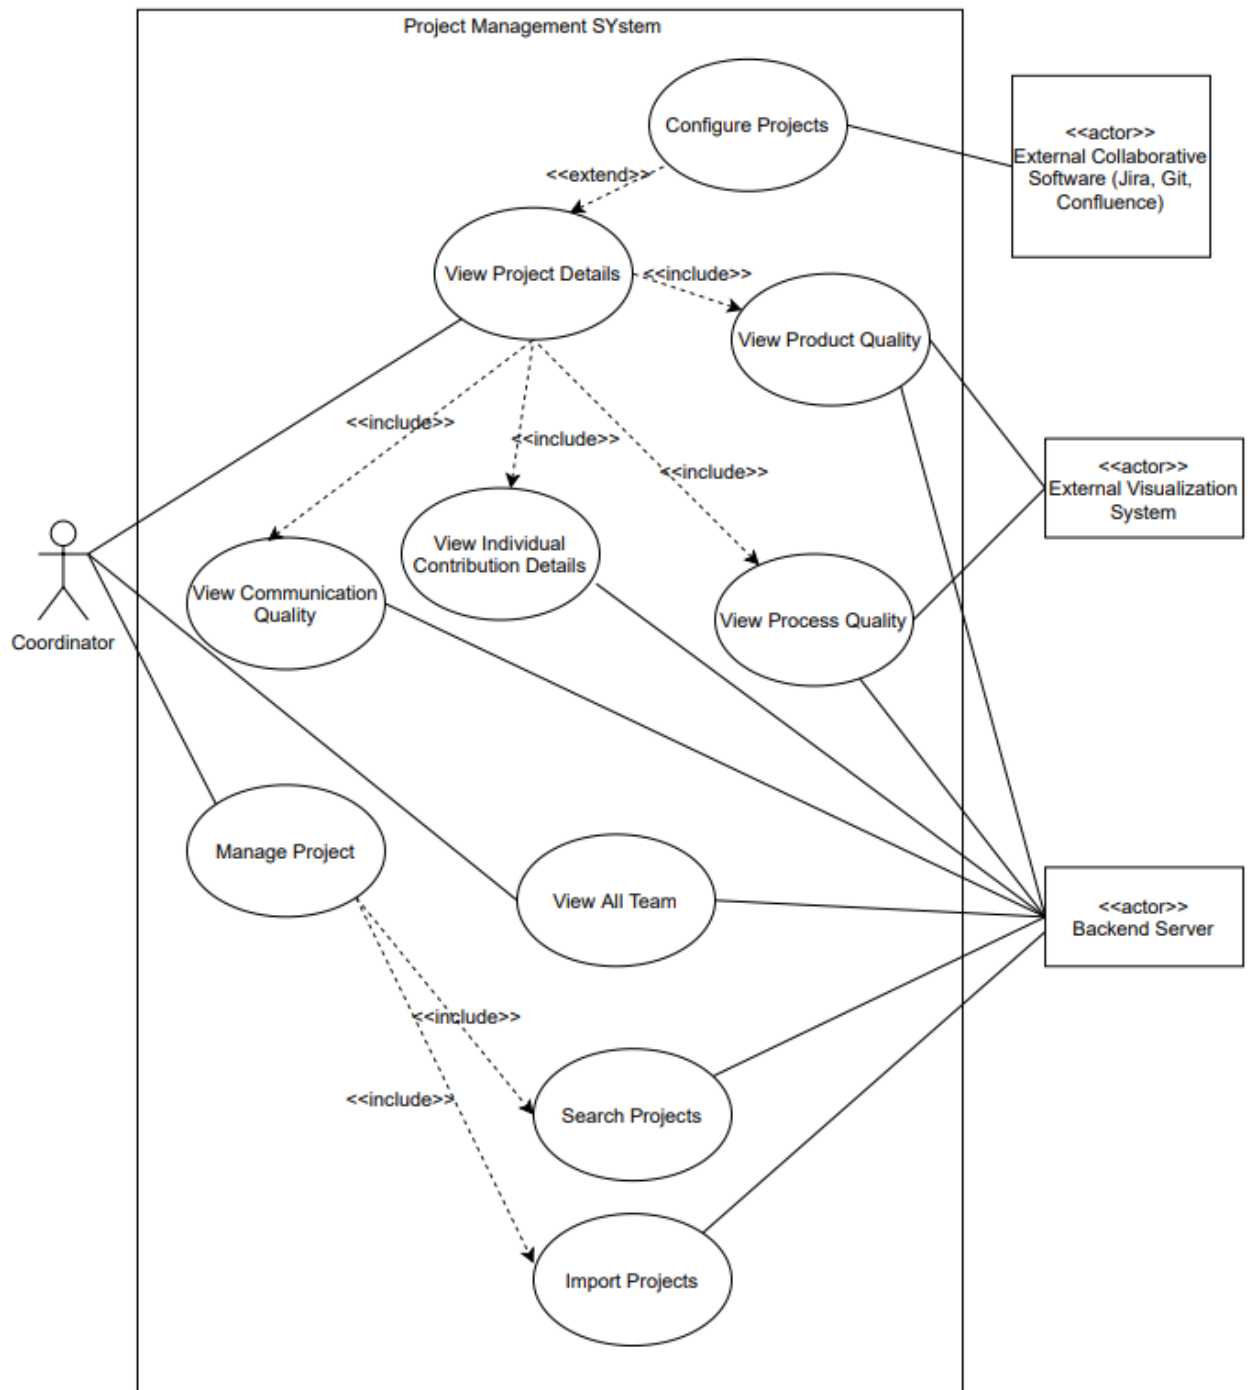 Project Management SYstem
Configure Projects
<<actor>>
External Collaborative
Software (Jira, Git,
Confluence)
<<extend>>
View Project Details
<<include>>
View Product Quality
<<include>>
<<include>>
<<include>>
<<actor>>
External Visualization
System
View Individual
Contribution Details
View Communication
Quality
View Process Quality
Coordinator
Manage Project
View All Team
<<actor>>
Backend Server
<<include>>
<<include>>
Search Projects
Import Projects